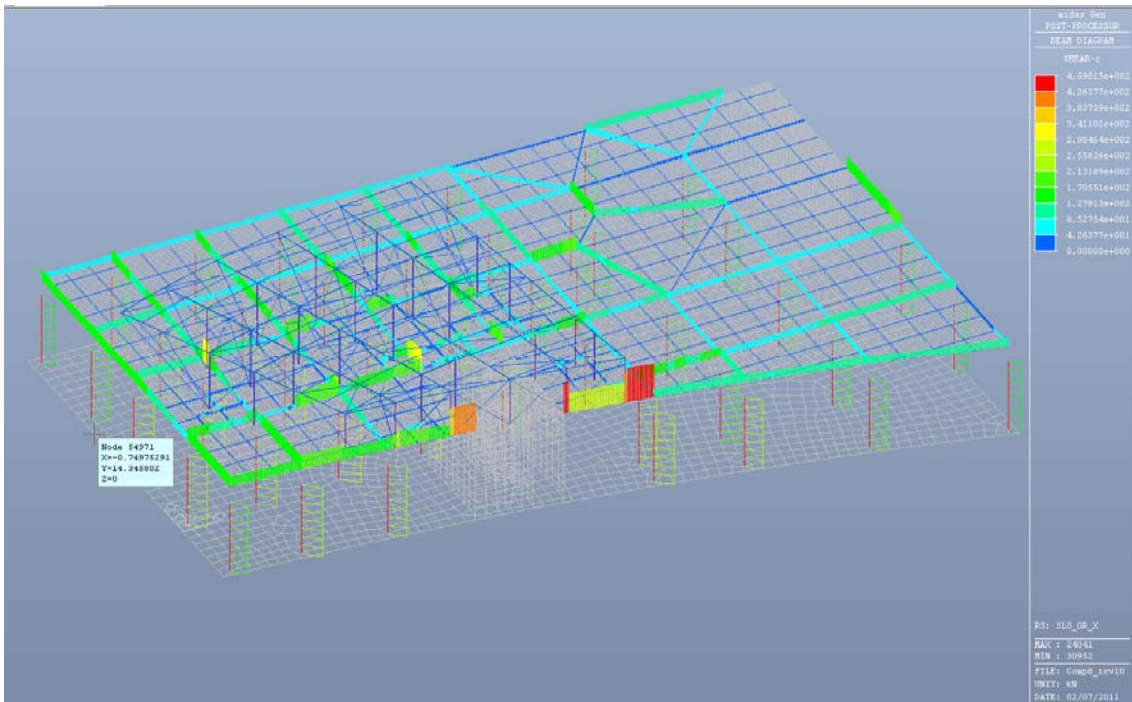 midas Gen
POST-PROCESSOR
BEAM DIAGRAM
SHEAR-z
4.69015e+002
4.26377e+002
3.83739e+002
3.41102e+002
2.98464e+002
2.55826e+002
2.13189e+002
1.70551e+002
1.27913e+002
8.52754e+001
4.26377e+001
0.00000e+000
Node 54971
X=-0.74975291
Y=14.345802
Z=0
RS: SLO_OR_X
MAX : 24041
MIN : 30952
FILE: Comp8_rev10
UNIT: kN
DATE: 02/07/2011